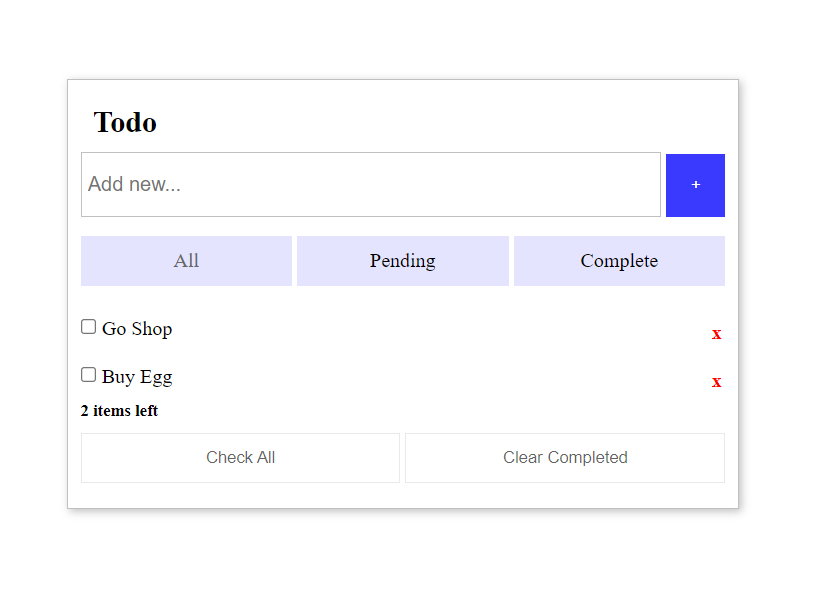 Todo
Add new... +
All Pending Complete
Go Shop x
Buy Egg x
2 items left
Check All Clear Completed